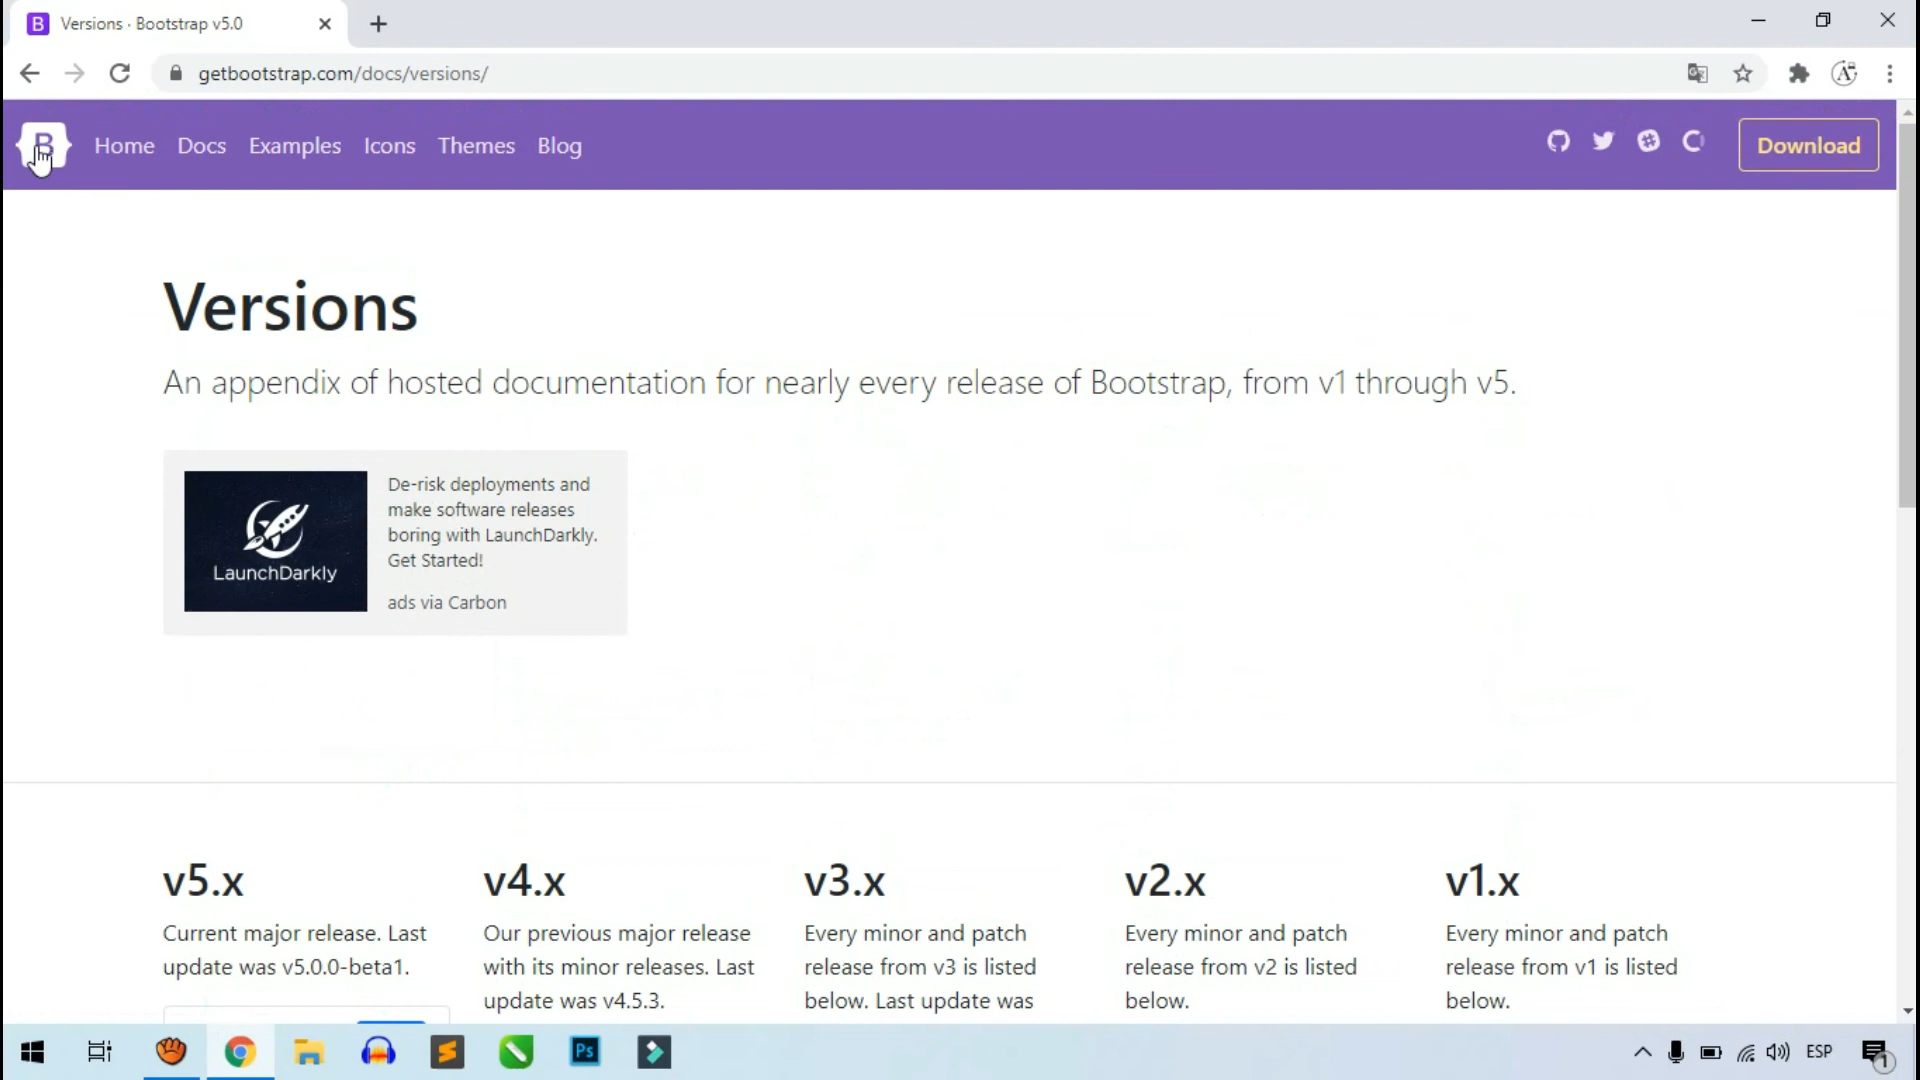 Versions · Bootstrap v5.0
getbootstrap.com/docs/versions/
B Home Docs Examples Icons Themes Blog Download
Versions
An appendix of hosted documentation for nearly every release of Bootstrap, from v1 through v5.
LaunchDarkly
De-risk deployments and
make software releases
boring with LaunchDarkly.
Get Started!
ads via Carbon
v5.x
Current major release. Last
update was v5.0.0-beta1.
v4.x
Our previous major release
with its minor releases. Last
update was v4.5.3.
v3.x
Every minor and patch
release from v3 is listed
below. Last update was
v2.x
Every minor and patch
release from v2 is listed
below.
v1.x
Every minor and patch
release from v1 is listed
below.
Ps
ESP
1